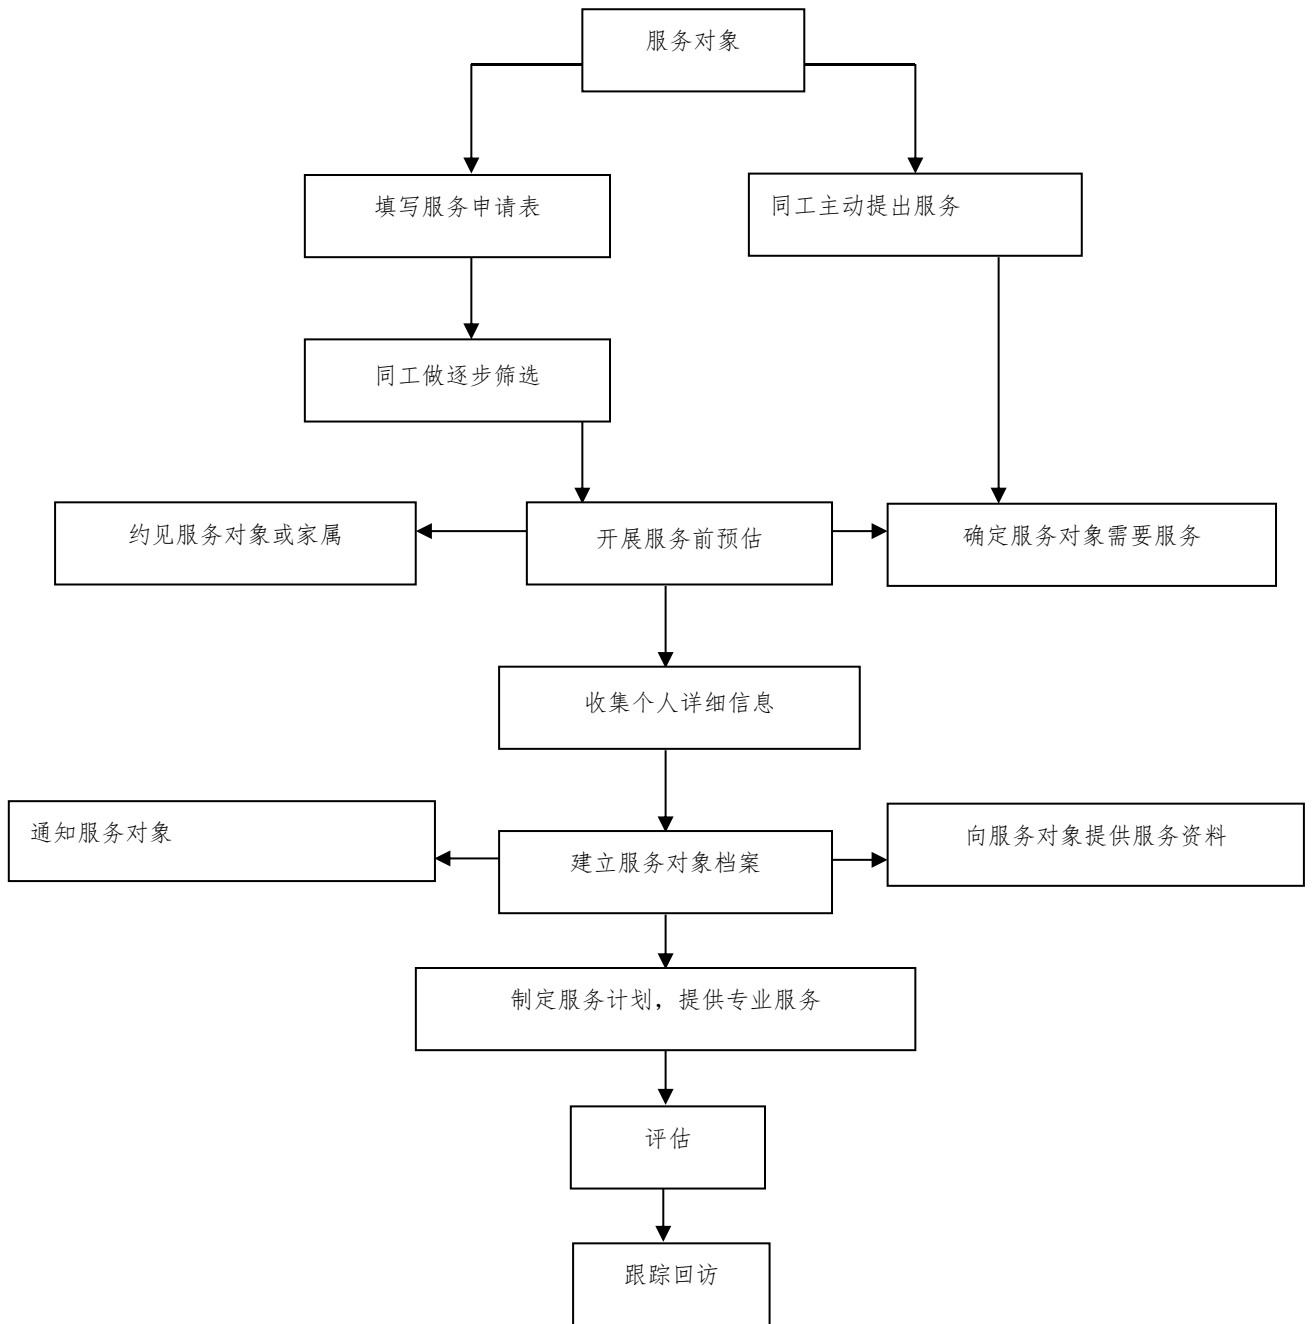 服务对象
填写服务申请表
同工主动提出服务
同工做逐步筛选
约见服务对象或家属
开展服务前预估
确定服务对象需要服务
收集个人详细信息
通知服务对象
建立服务对象档案
向服务对象提供服务资料
制定服务计划，提供专业服务
评估
跟踪回访